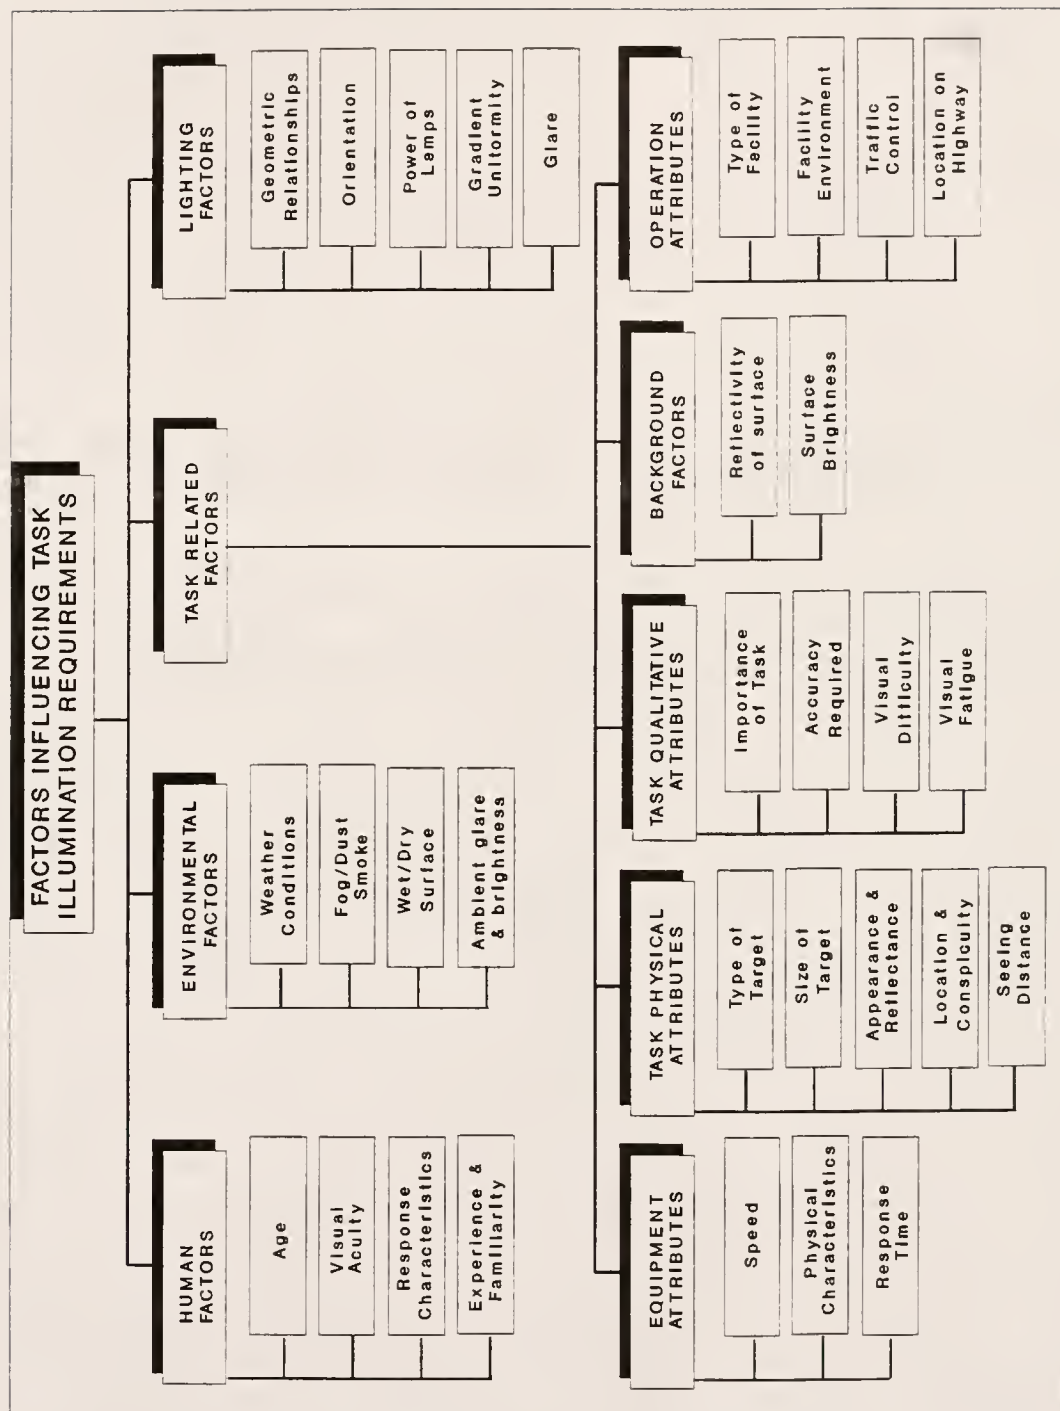 FACTORS INFLUENCING TASK
ILLUMINATION REQUIREMENTS
HUMAN
FACTORS
Age
Visual
Acuity
Response
Characteristics
Experience &
Familiarity
ENVIRONMENTAL
FACTORS
Weather
Conditions
Fog/Dust
Smoke
Wet/Dry
Surface
Ambient glare
& brightness
TASK RELATED
FACTORS
LIGHTING
FACTORS
Geometric
Relationships
Orientation
Power of
Lamps
Gradient
Uniformity
Glare
EQUIPMENT
ATTRIBUTES
Speed
Physical
Characteristics
Response
Time
TASK PHYSICAL
ATTRIBUTES
Type of
Target
Size of
Target
Appearance &
Reflectance
Location &
Conspicuity
Seeing
Distance
TASK QUALITATIVE
ATTRIBUTES
Importance
of Task
Accuracy
Required
Visual
Difficulty
Visual
Fatigue
BACKGROUND
FACTORS
Reflectivity
of surface
Surface
Brightness
OPERATION
ATTRIBUTES
Type of
Facility
Facility
Environment
Traffic
Control
Location on
Highway